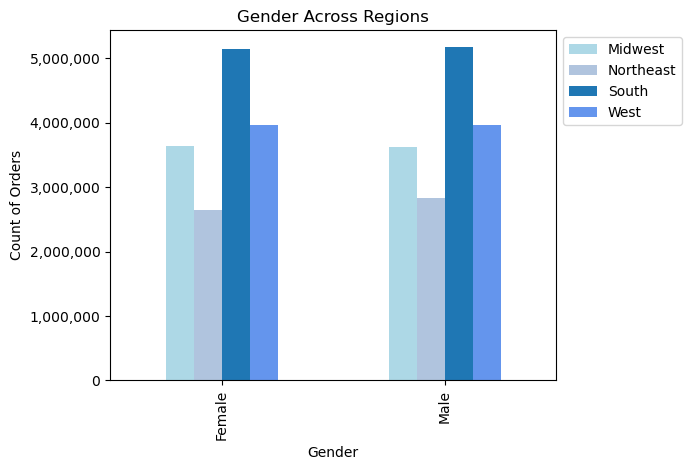 Gender Across Regions
Count of Orders
5,000,000
4,000,000
3,000,000
2,000,000
1,000,000
0
Female
Male
Gender
Midwest
Northeast
South
West